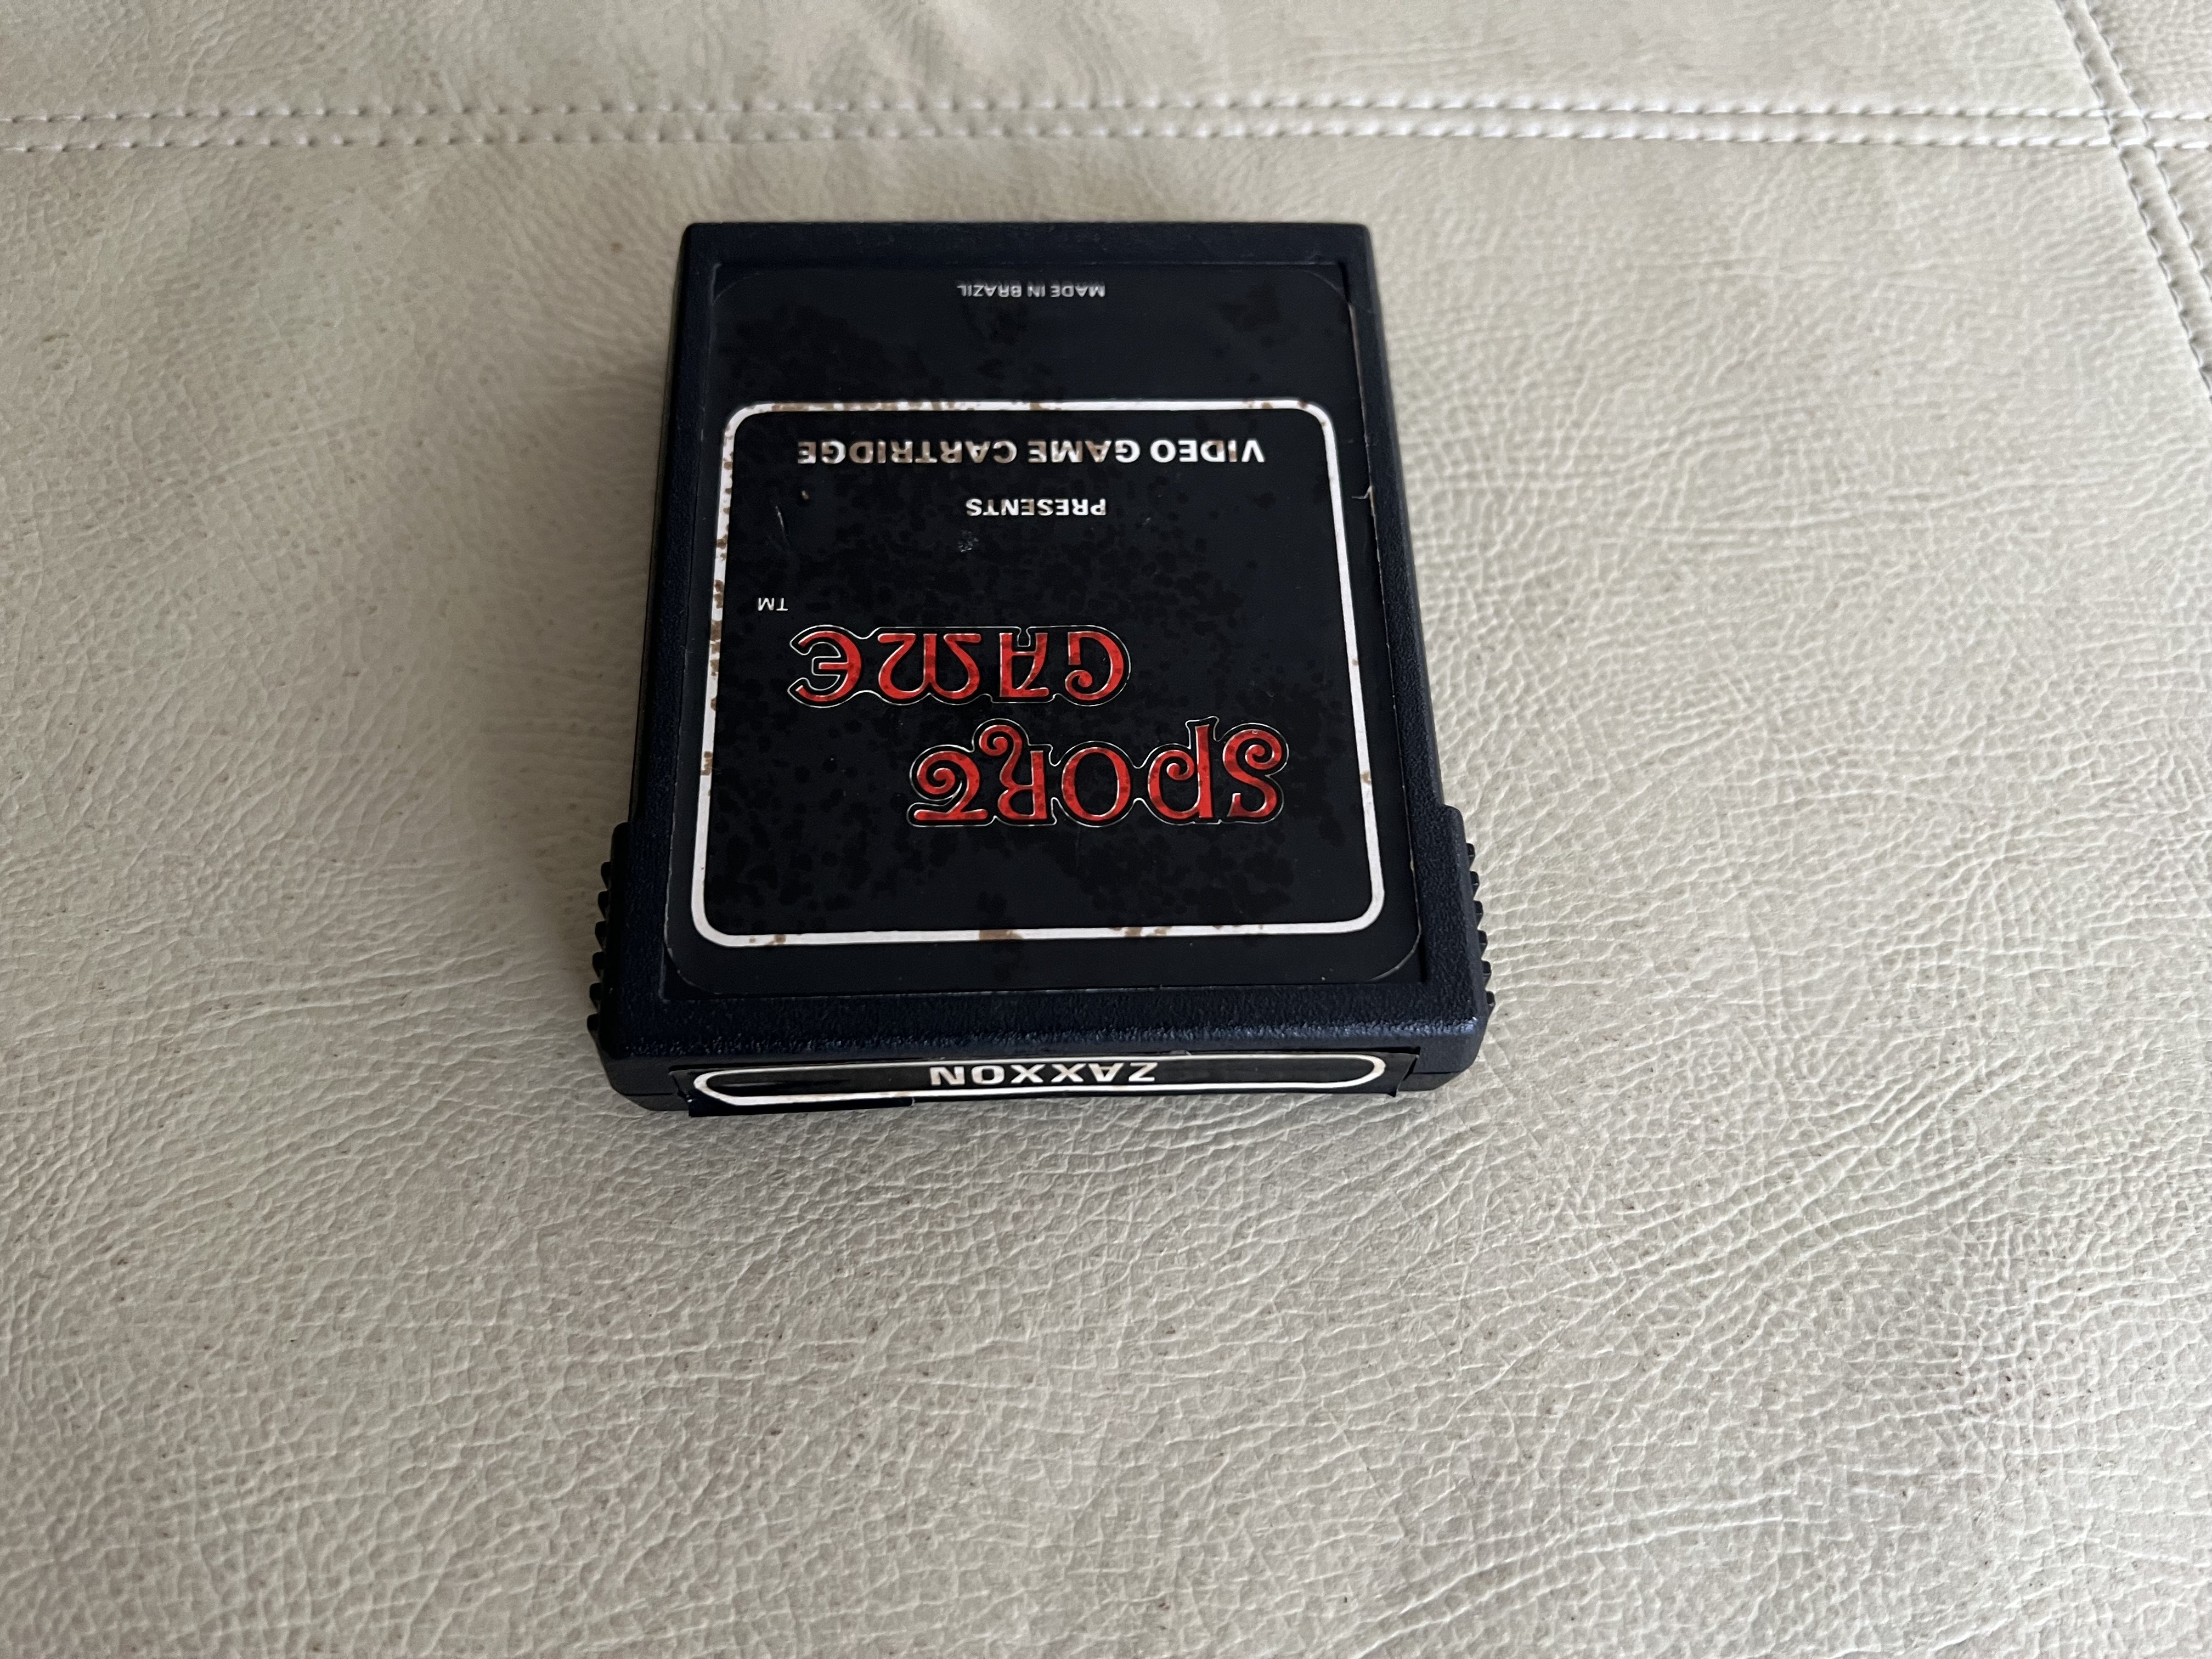 ZAXXON
SPORT
GAME
TM
PRESENTS
VIDEO GAME CARTRIDGE
MADE IN BRAZIL